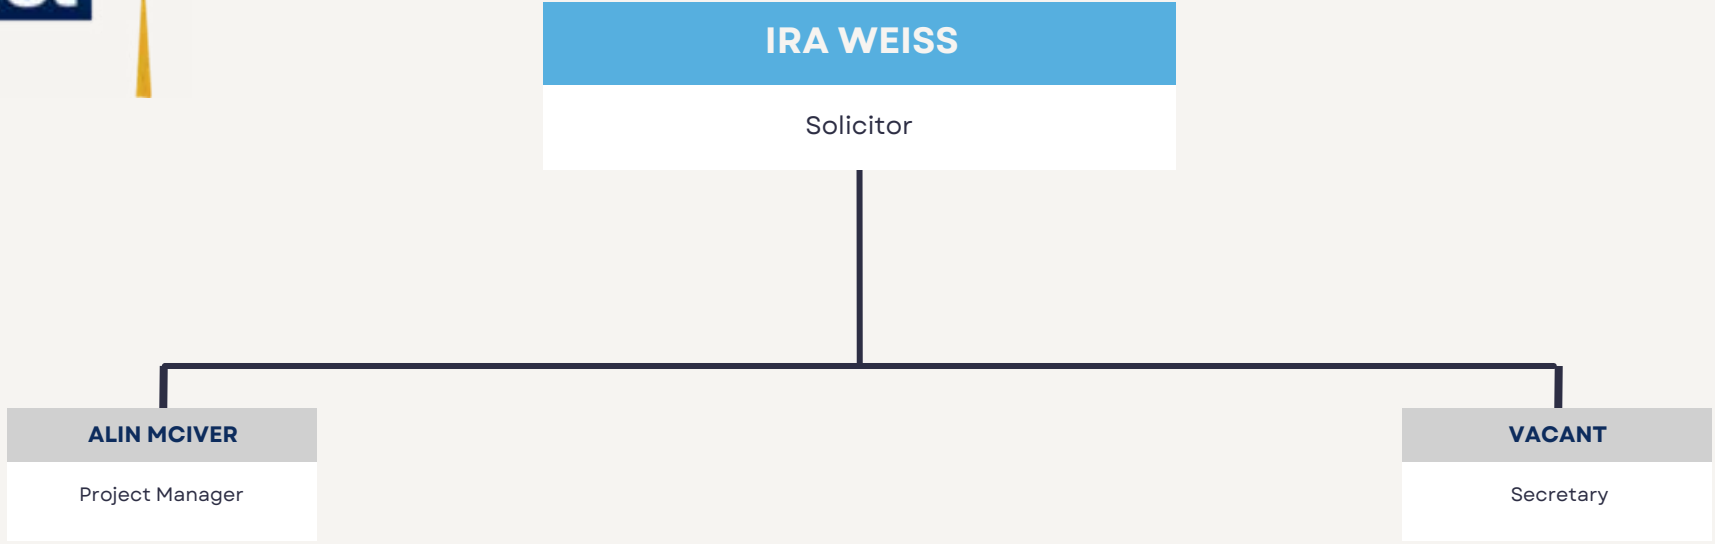 IRA WEISS
Solicitor
ALIN MCIVER
Project Manager
VACANT
Secretary